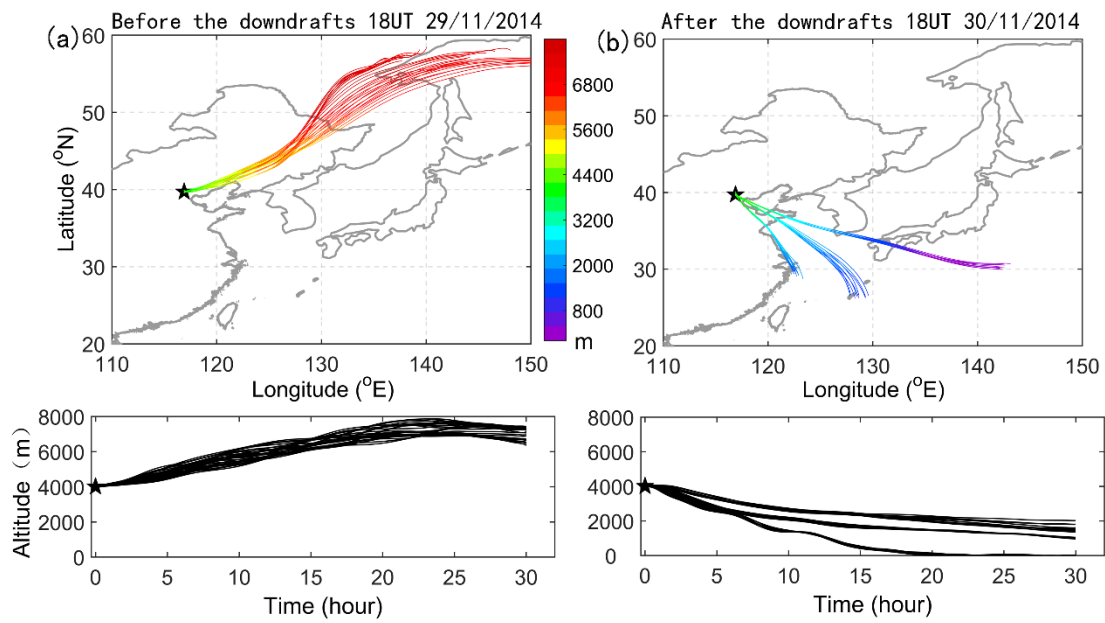 Before the downdrafts 18UT 29/11/2014
After the downdrafts 18UT 30/11/2014
(a)
(b)
60
50
40
30
20
Latitude (°N)
110 120 130 140 150
Longitude (°E)
6800
5600
4400
3200
2000
800
m
60
50
40
30
20
110 120 130 140 150
Longitude (°E)
8000
6000
4000
2000
0
Altitude (m)
0 5 10 15 20 25 30
Time (hour)
8000
6000
4000
2000
0
0 5 10 15 20 25 30
Time (hour)